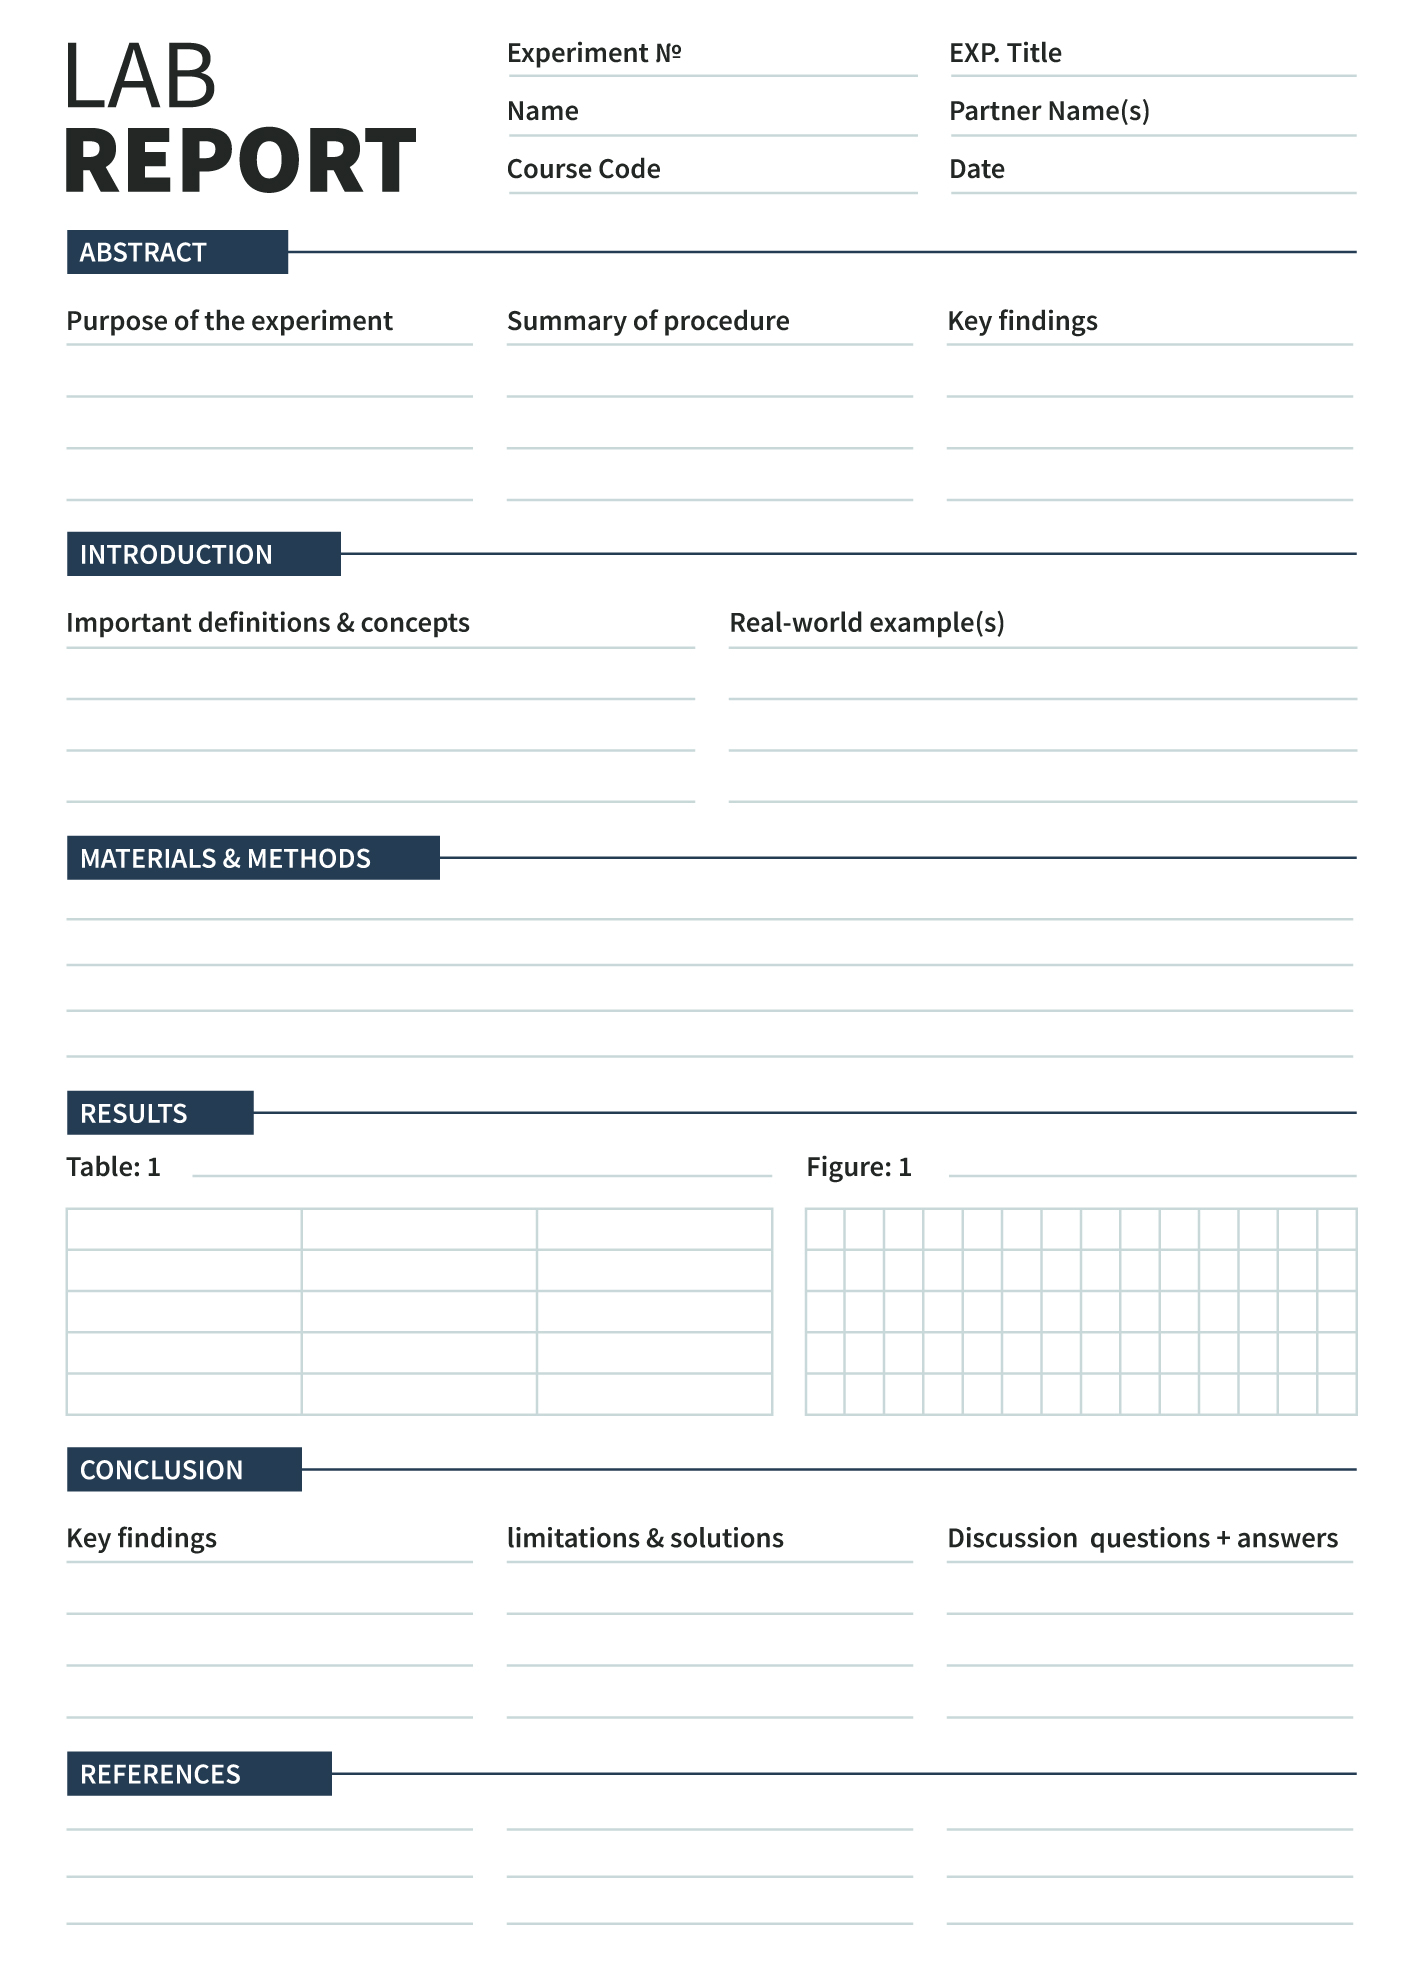 LAB
REPORT
Experiment №
EXP. Title
Name
Partner Name(s)
Course Code
Date
ABSTRACT
Purpose of the experiment
Summary of procedure
Key findings
INTRODUCTION
Important definitions & concepts
Real-world example(s)
MATERIALS & METHODS
RESULTS
Table: 1
Figure: 1
CONCLUSION
Key findings
limitations & solutions
Discussion  questions + answers
REFERENCES